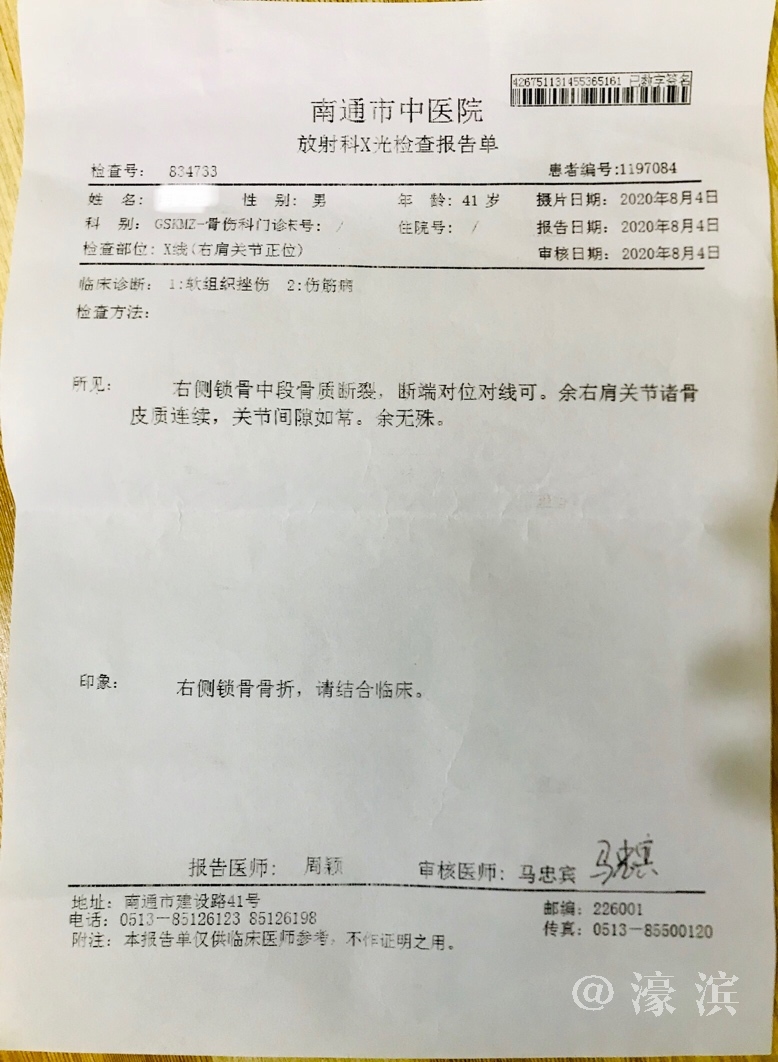 426751131455365161 已数字签名
南通市中医院
放射科X光检查报告单
检查号： 834733 患者编号:1197084
姓 名： 性 别: 男 年 龄: 41 岁 摄片日期： 2020年8月4日
科 别： GSKMZ-骨伤科门诊 号: / 住院号: / 报告日期： 2020年8月4日
检查部位: X线(右肩关节正位) 审核日期： 2020年8月4日
临床诊断： 1:软组织挫伤 2:伤筋病
检查方法：
所见： 右侧锁骨中段骨质断裂，断端对位对线可。余右肩关节诸骨
皮质连续，关节间隙如常。余无殊。
印象： 右侧锁骨骨折，请结合临床。
报告医师： 周颖 审核医师： 马忠宾 马忠宾
地址： 南通市建设路41号
电话： 0513-85126123 85126198 邮编： 226001
附注： 本报告单仅供临床医师参考，不作证明之用。 传真： 0513-85500120
@濠滨